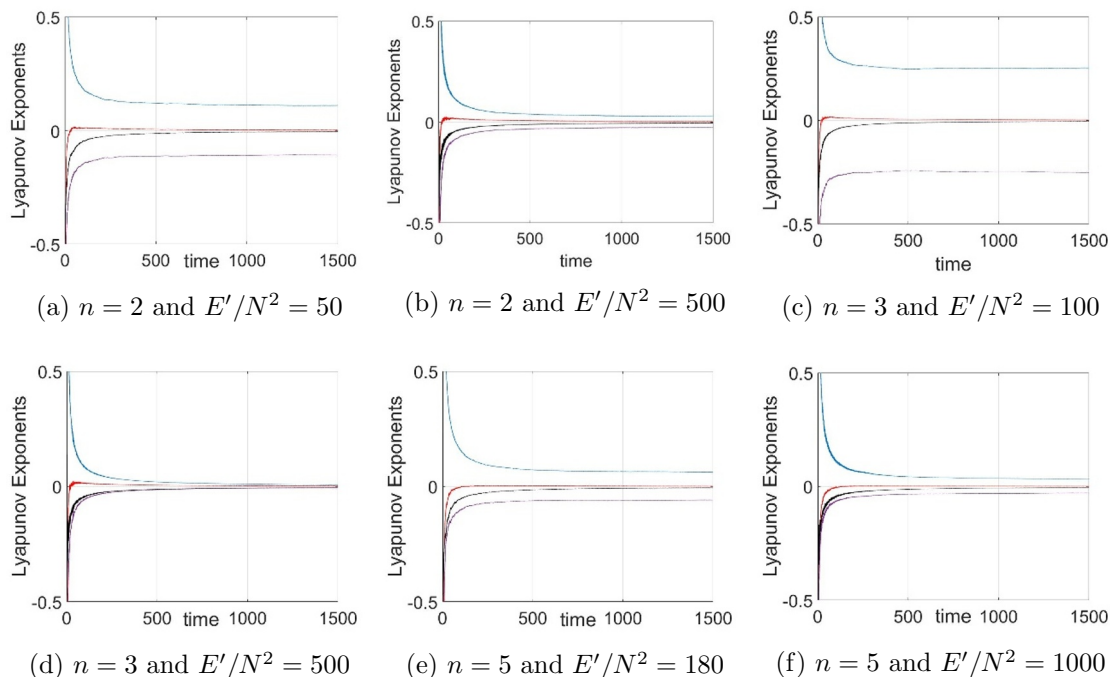 0.5
0
-0.5
Lyapunov Exponents
0 500 time 1000 1500
(a) n = 2 and E′/N² = 50
0.5
0
-0.5
Lyapunov Exponents
0 500 1000 1500
time
(b) n = 2 and E′/N² = 500
0.5
0
-0.5
Lyapunov Exponents
0 500 1000 1500
time
(c) n = 3 and E′/N² = 100
0.5
0
-0.5
Lyapunov Exponents
0 500 time 1000 1500
(d) n = 3 and E′/N² = 500
0.5
0
-0.5
Lyapunov Exponents
0 500 1000 1500
time
(e) n = 5 and E′/N² = 180
0.5
0
-0.5
Lyapunov Exponents
0 500 time 1000 1500
(f) n = 5 and E′/N² = 1000